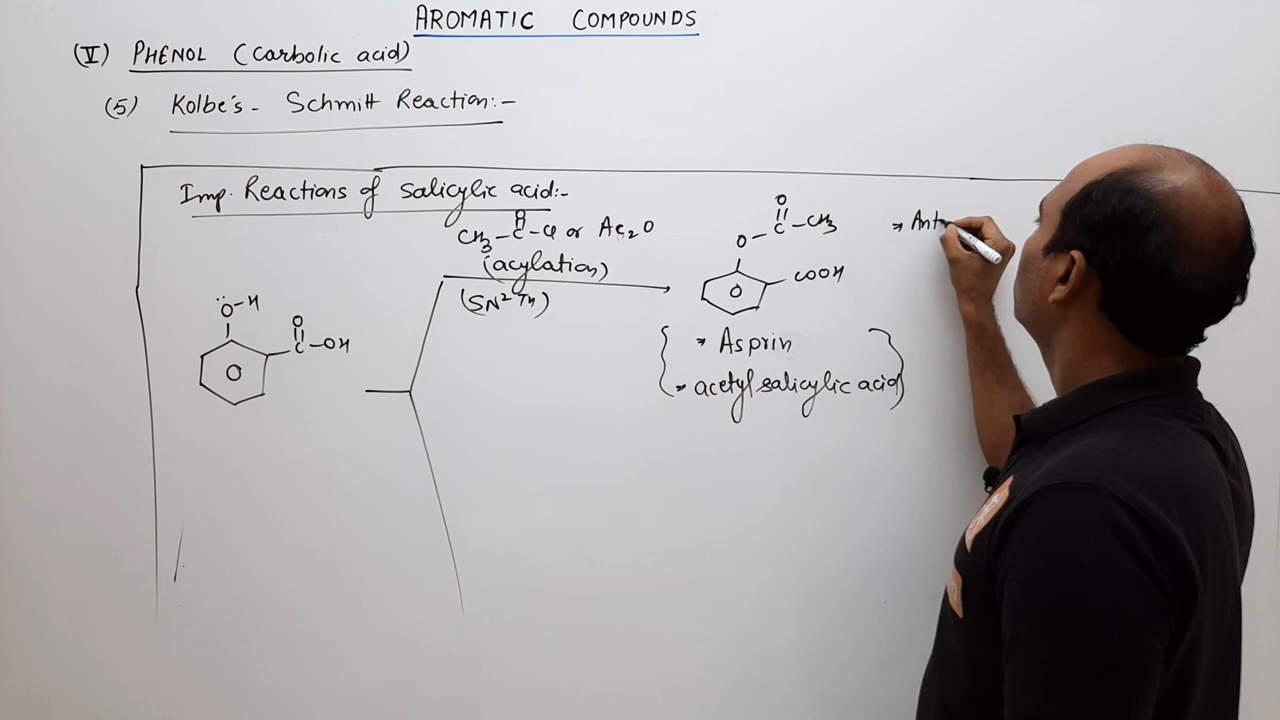 AROMATIC COMPOUNDS
(V) PHENOL (Carbolic acid)
(5) Kolbe's - Schmitt Reaction:-
Imp. Reactions of Salicylic acid:-
O
||
CH3-C-Cl or Ac2O
(acylation)
(SN2 Th)
O
||
O-C-CH3
⇒ Ant
COOH
O
O-H
O
||
C-OH
O
{ → Asprin
→ acetyl salicylic acid }